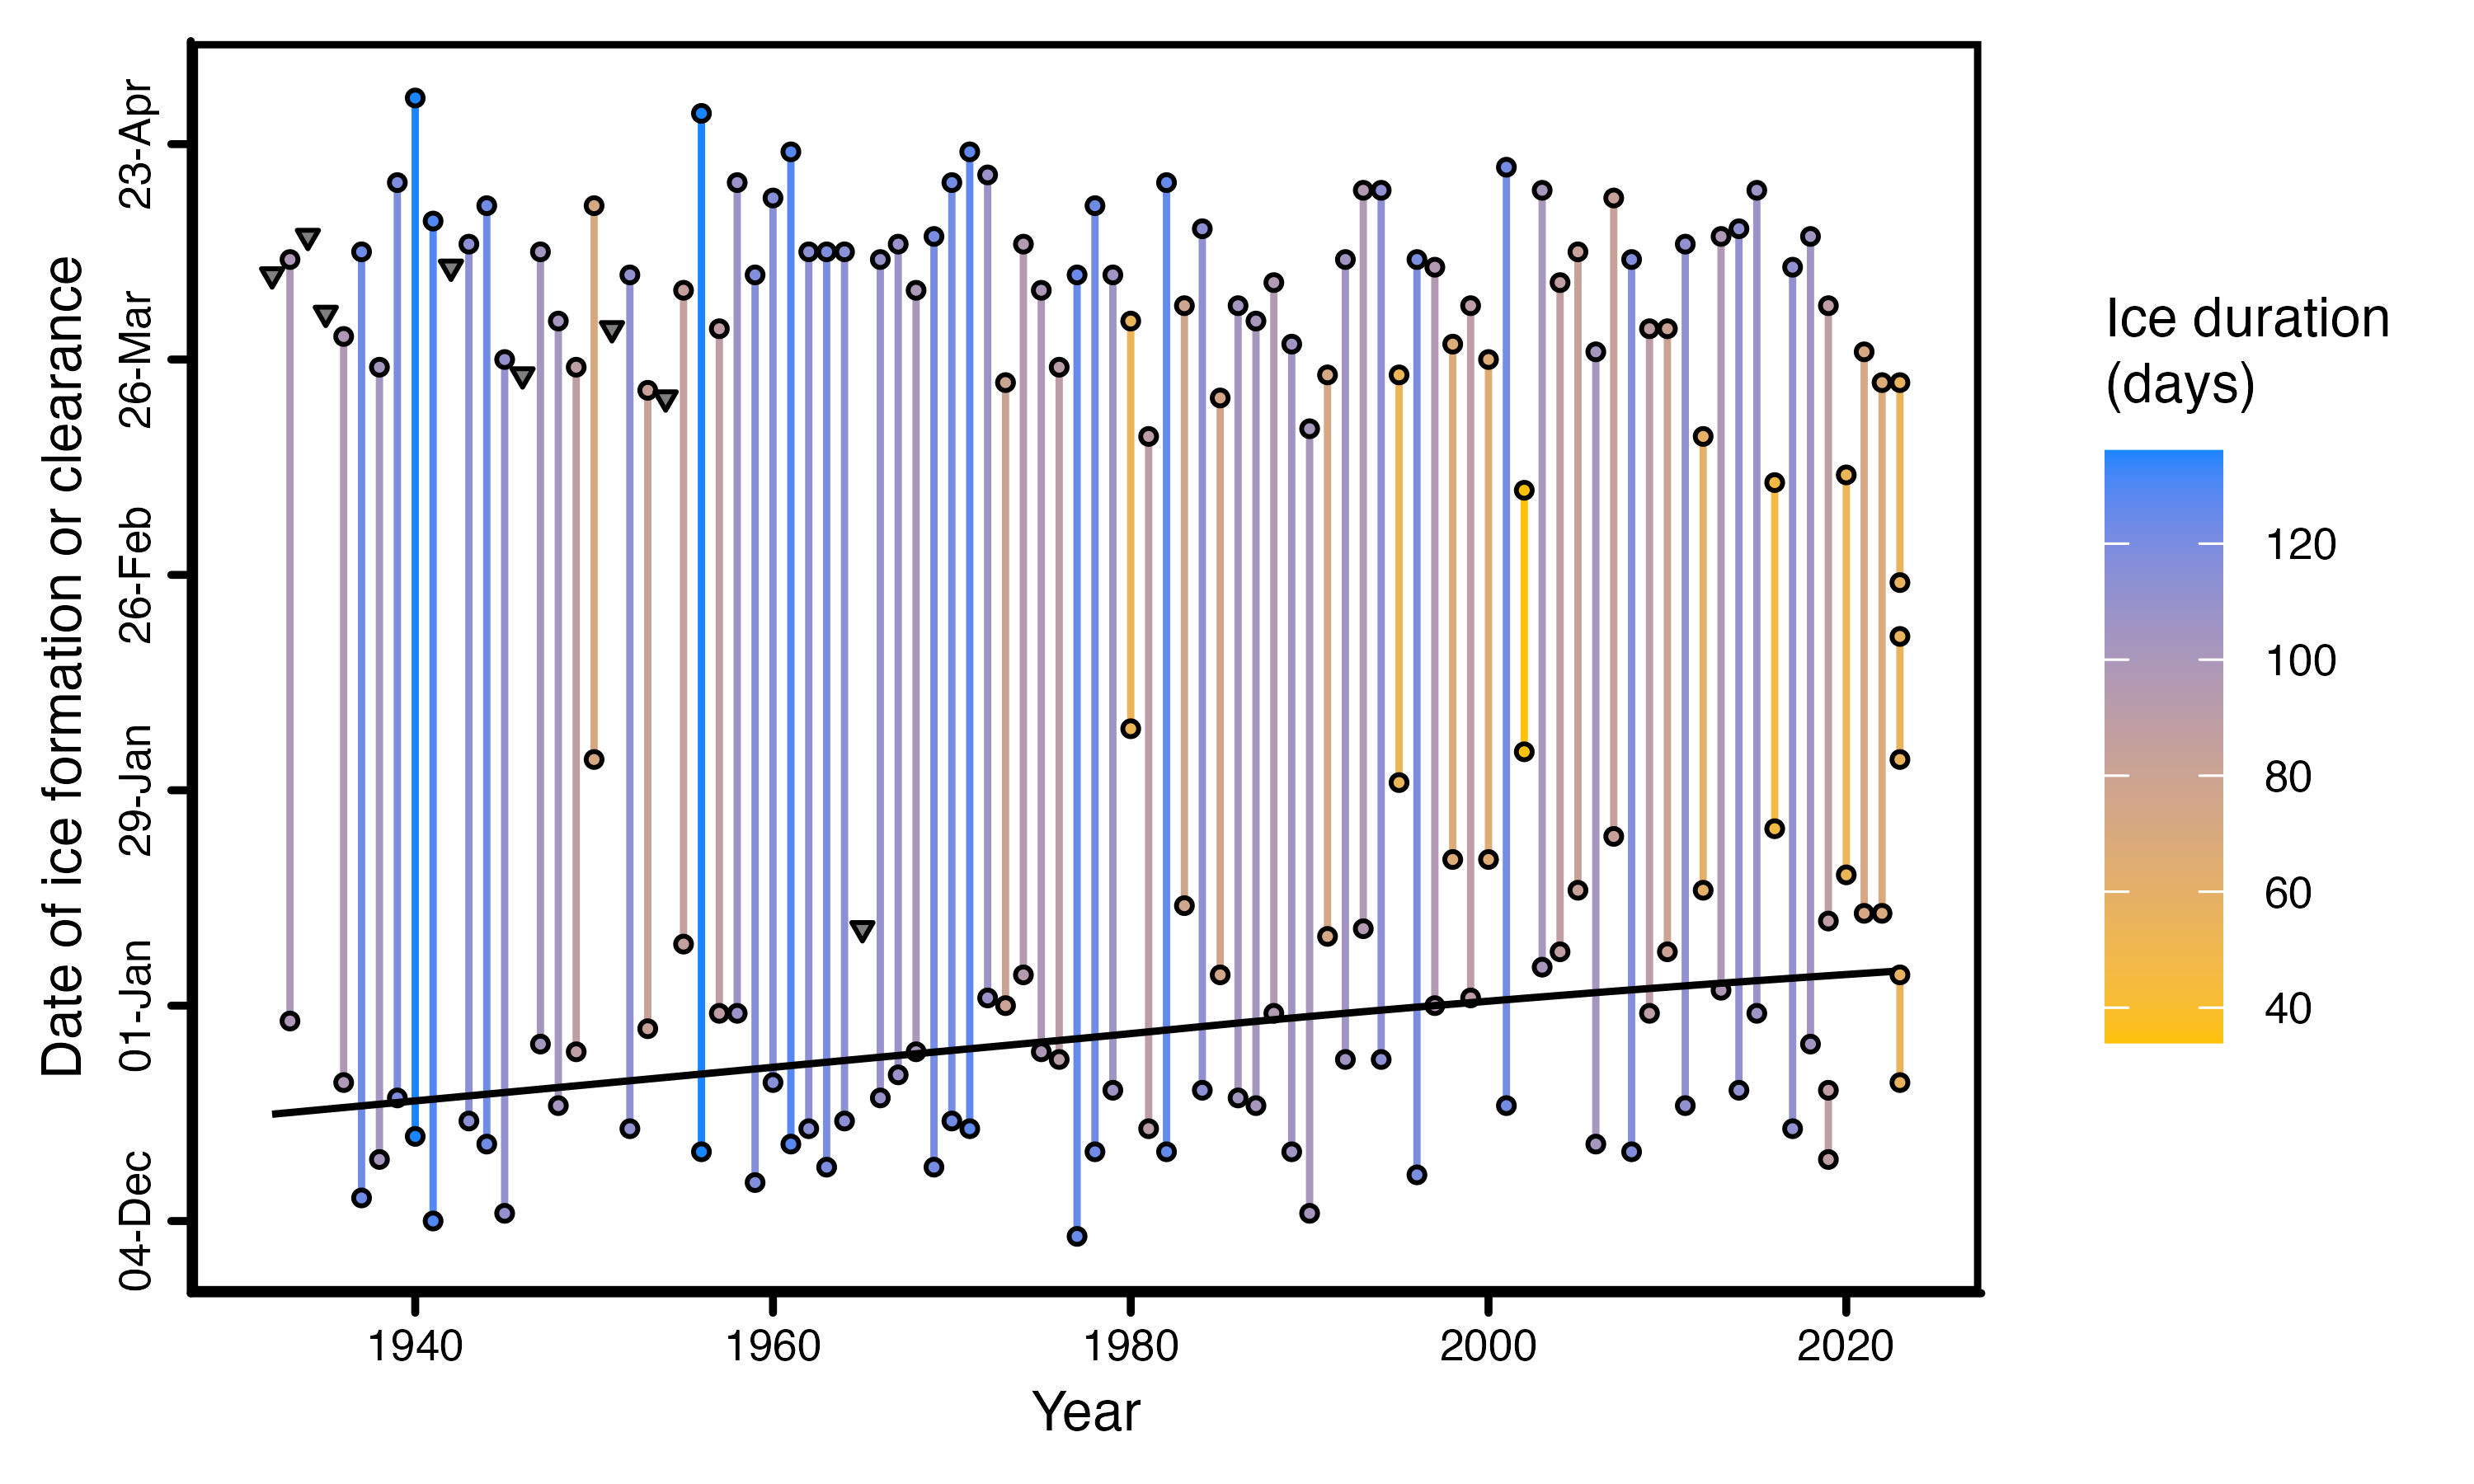 Date of ice formation or clearance
23-Apr
26-Mar
26-Feb
29-Jan
01-Jan
04-Dec
1940
1960
1980
2000
2020
Year
Ice duration
(days)
120
100
80
60
40